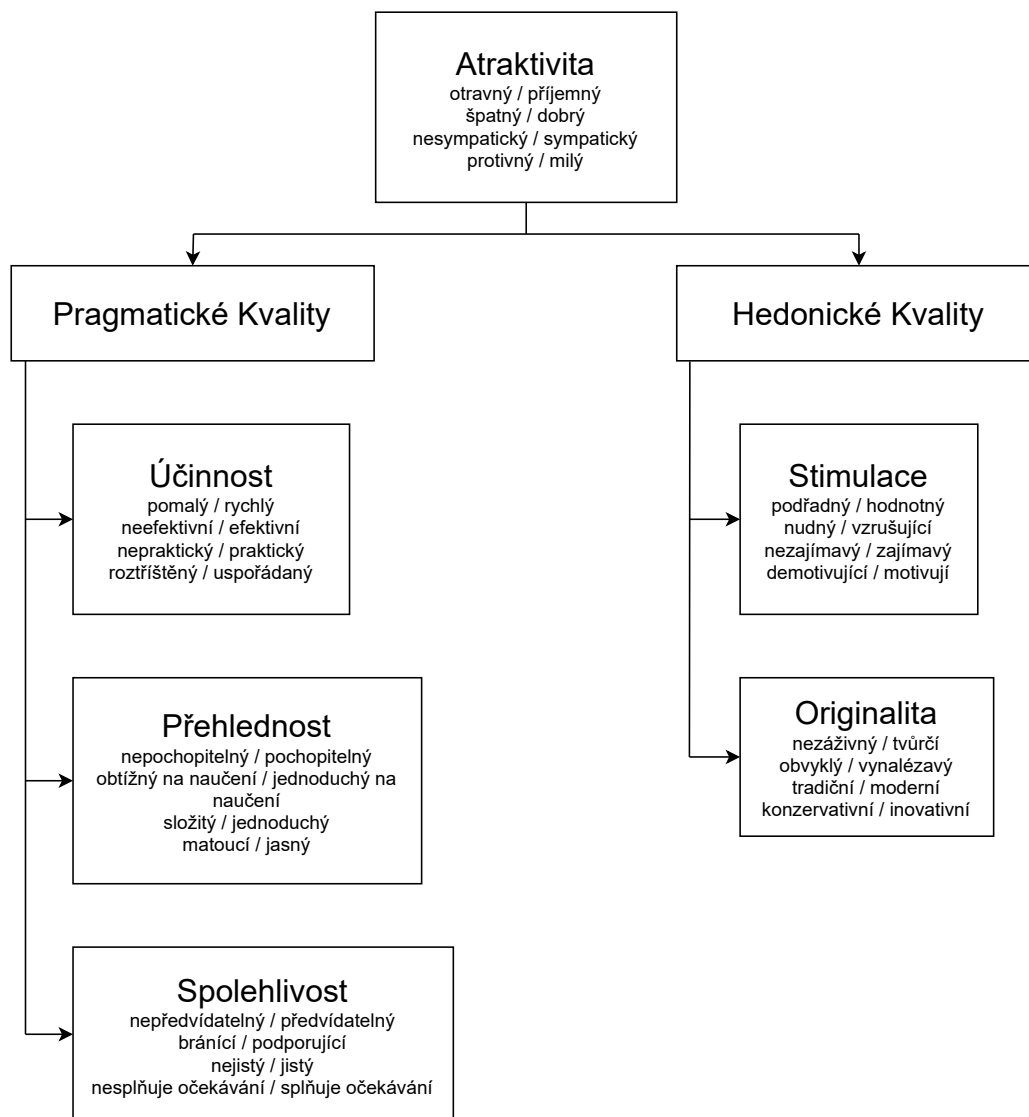 Atraktivita
otravný / příjemný
špatný / dobrý
nesympatický / sympatický
protivný / milý
Pragmatické Kvality
Hedonické Kvality
Účinnost
pomalý / rychlý
neefektivní / efektivní
nepraktický / praktický
roztříštěný / uspořádaný
Stimulace
podřadný / hodnotný
nudný / vzrušující
nezajímavý / zajímavý
demotivující / motivují
Přehlednost
nepochopitelný / pochopitelný
obtížný na naučení / jednoduchý na
naučení
složitý / jednoduchý
matoucí / jasný
Originalita
nezáživný / tvůrčí
obvyklý / vynalézavý
tradiční / moderní
konzervativní / inovativní
Spolehlivost
nepředvídatelný / předvídatelný
bránící / podporující
nejistý / jistý
nesplňuje očekávání / splňuje očekávání